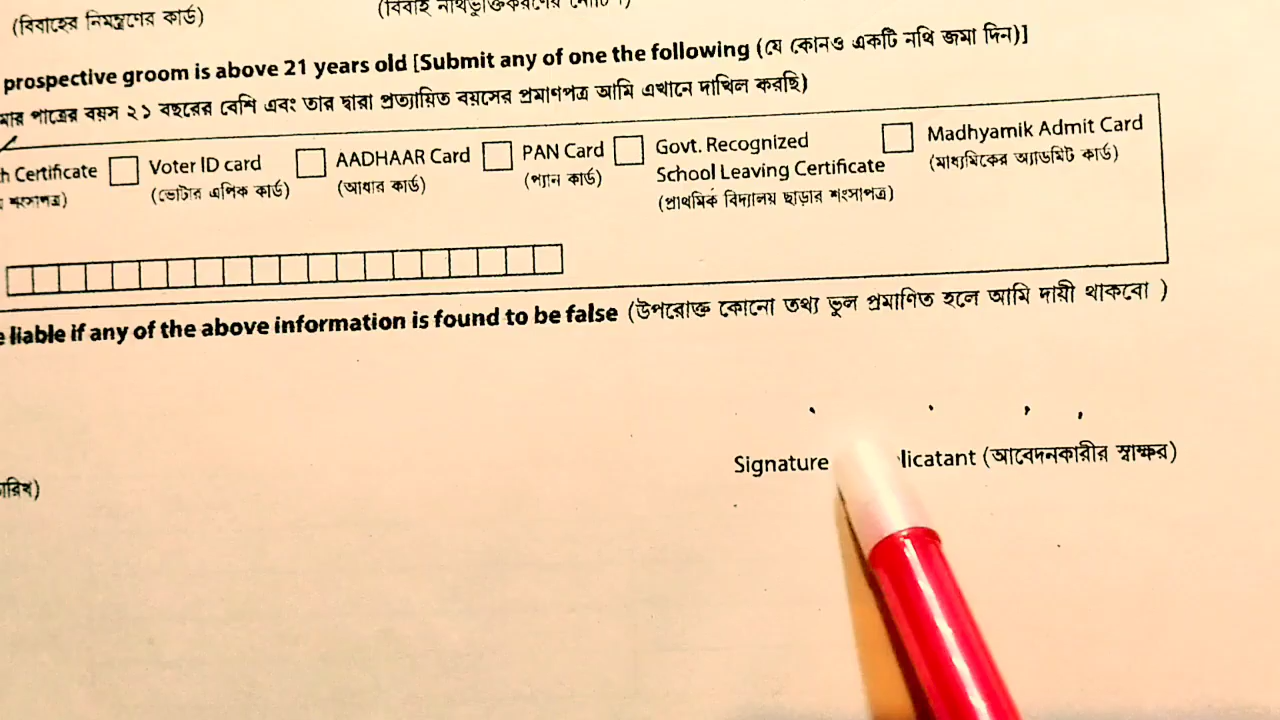 (বিবাহের নিমন্ত্রণের কার্ড)
(বিবাহ নথিভুক্তিকরণের
prospective groom is above 21 years old [Submit any of one the following (যে কোনও একটি নথি জমা দিন)]
পাত্রের বয়স ২১ বছরের বেশি এবং তার দ্বারা প্রত্যায়িত বয়সের প্রমাণপত্র আমি এখানে দাখিল করছি)
h Certificate Voter ID card AADHAAR Card PAN Card Govt. Recognized Madhyamik Admit Card
School Leaving Certificate
শংসাপত্র) (ভোটার এপিক কার্ড) (আধার কার্ড) (প্যান কার্ড) (প্রাথমিক বিদ্যালয় ছাড়ার শংসাপত্র) (মাধ্যমিকের অ্যাডমিট কার্ড)
e liable if any of the above information is found to be false (উপরোক্ত কোনো তথ্য ভুল প্রমাণিত হলে আমি দায়ী থাকবো )
Signature licatant (আবেদনকারীর স্বাক্ষর)
তারিখ)